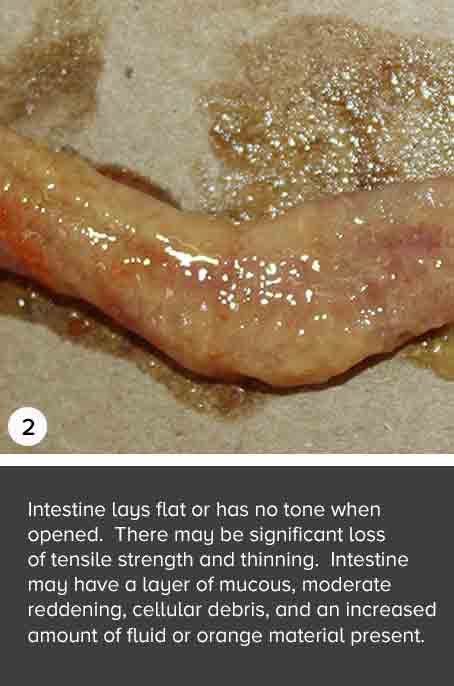 2
Intestine lays flat or has no tone when
opened.  There may be significant loss
of tensile strength and thinning.  Intestine
may have a layer of mucous, moderate
reddening, cellular debris, and an increased
amount of fluid or orange material present.